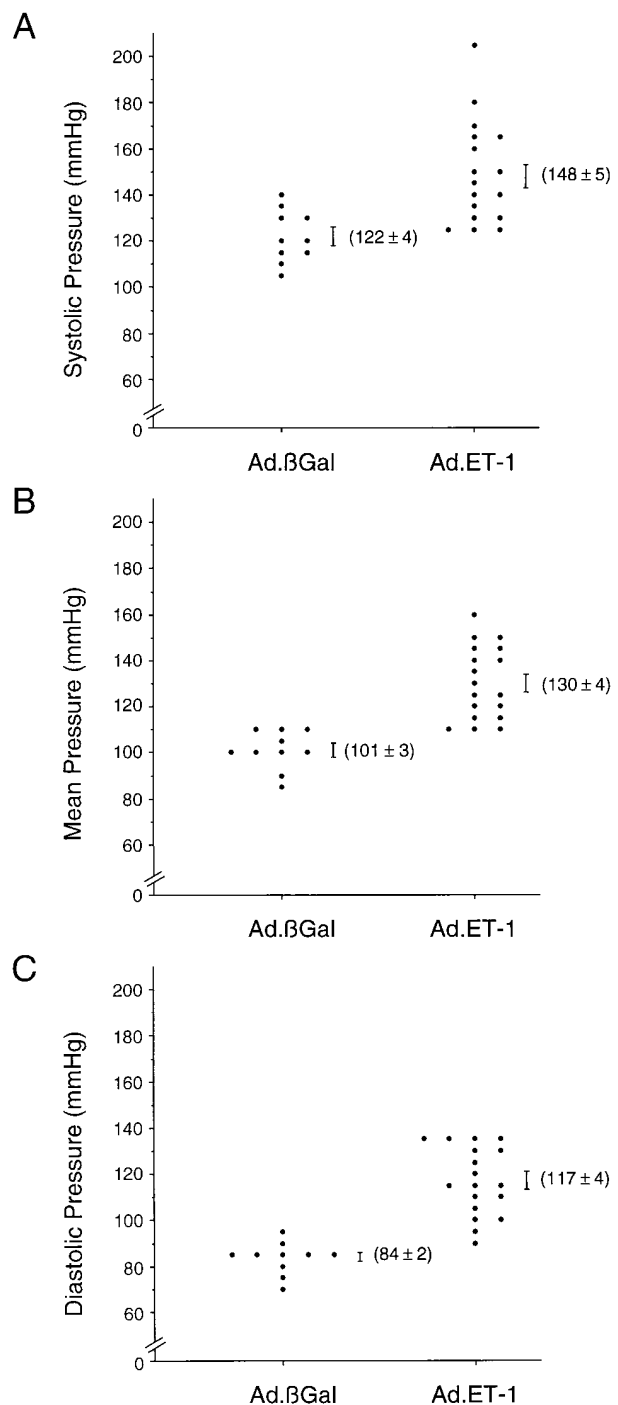 A
Systolic Pressure (mmHg)
200
180
160
140
120
100
80
60
0
(122 ± 4)
(148 ± 5)
Ad.βGal
Ad.ET-1
B
Mean Pressure (mmHg)
200
180
160
140
120
100
80
60
0
(101 ± 3)
(130 ± 4)
Ad.βGal
Ad.ET-1
C
Diastolic Pressure (mmHg)
200
180
160
140
120
100
80
60
0
(84 ± 2)
(117 ± 4)
Ad.βGal
Ad.ET-1